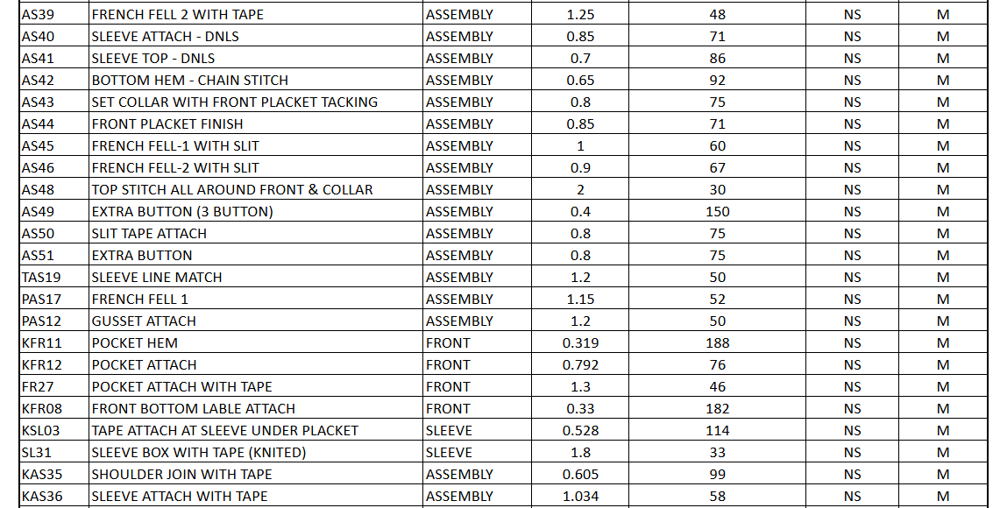 AS39 FRENCH FELL 2 WITH TAPE ASSEMBLY 1.25 48 NS M
AS40 SLEEVE ATTACH - DNLS ASSEMBLY 0.85 71 NS M
AS41 SLEEVE TOP - DNLS ASSEMBLY 0.7 86 NS M
AS42 BOTTOM HEM - CHAIN STITCH ASSEMBLY 0.65 92 NS M
AS43 SET COLLAR WITH FRONT PLACKET TACKING ASSEMBLY 0.8 75 NS M
AS44 FRONT PLACKET FINISH ASSEMBLY 0.85 71 NS M
AS45 FRENCH FELL-1 WITH SLIT ASSEMBLY 1 60 NS M
AS46 FRENCH FELL-2 WITH SLIT ASSEMBLY 0.9 67 NS M
AS48 TOP STITCH ALL AROUND FRONT & COLLAR ASSEMBLY 2 30 NS M
AS49 EXTRA BUTTON (3 BUTTON) ASSEMBLY 0.4 150 NS M
AS50 SLIT TAPE ATTACH ASSEMBLY 0.8 75 NS M
AS51 EXTRA BUTTON ASSEMBLY 0.8 75 NS M
TAS19 SLEEVE LINE MATCH ASSEMBLY 1.2 50 NS M
PAS17 FRENCH FELL 1 ASSEMBLY 1.15 52 NS M
PAS12 GUSSET ATTACH ASSEMBLY 1.2 50 NS M
KFR11 POCKET HEM FRONT 0.319 188 NS M
KFR12 POCKET ATTACH FRONT 0.792 76 NS M
FR27 POCKET ATTACH WITH TAPE FRONT 1.3 46 NS M
KFR08 FRONT BOTTOM LABLE ATTACH FRONT 0.33 182 NS M
KSL03 TAPE ATTACH AT SLEEVE UNDER PLACKET SLEEVE 0.528 114 NS M
SL31 SLEEVE BOX WITH TAPE (KNITED) SLEEVE 1.8 33 NS M
KAS35 SHOULDER JOIN WITH TAPE ASSEMBLY 0.605 99 NS M
KAS36 SLEEVE ATTACH WITH TAPE ASSEMBLY 1.034 58 NS M